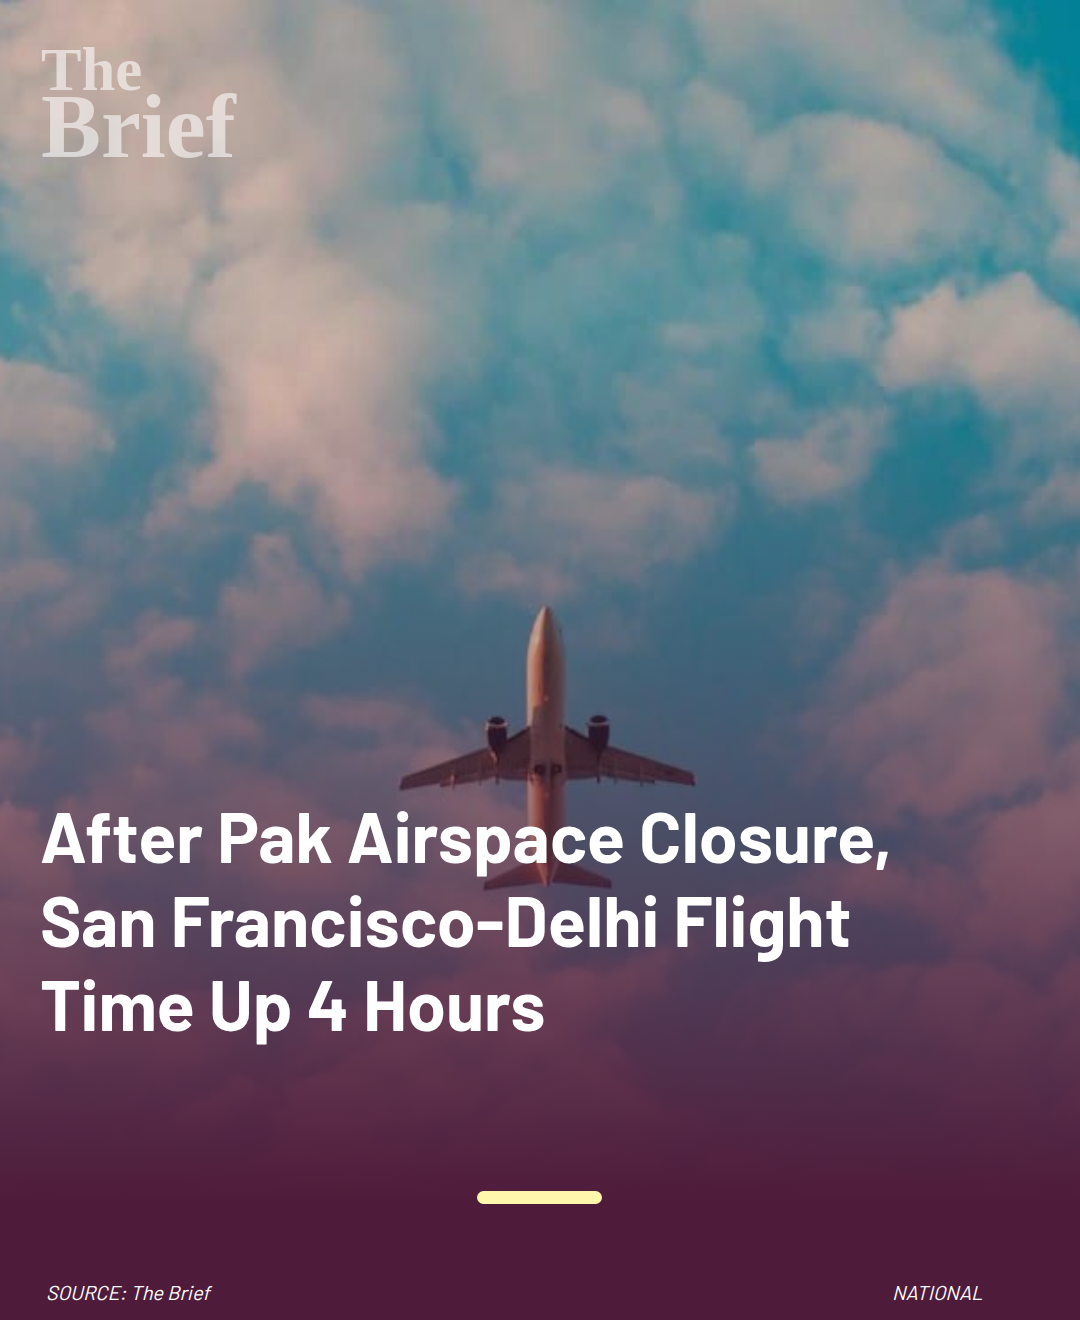 The
Brief
After Pak Airspace Closure,
San Francisco-Delhi Flight
Time Up 4 Hours
SOURCE: The Brief
NATIONAL